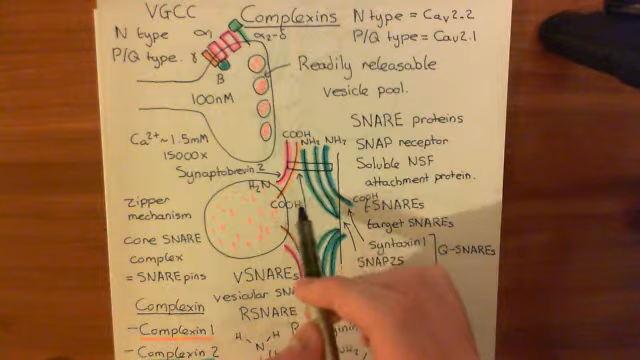 VGCC
Complexins
N type
P/Q type.
α1
α2-δ
γ
β
N type = Cav2.2
P/Q type = Cav2.1
Readily releasable
vesicle pool.
100nM
Ca2+ ~ 1.5mM
15000x
SNARE proteins
SNAP receptor
Soluble NSF
attachment protein.
COOH
NH2 NH2
Synaptobrevin 2
H2N
COOH
COOH
t-SNAREs
target SNAREs
Syntaxin 1
SNAP25
Q-SNAREs
Zipper
mechanism
core SNARE
complex
= SNAREpins
vSNAREs
vesicular
RSNARE
Complexin
- Complexin 1
- Complexin 2
H N H
NH2